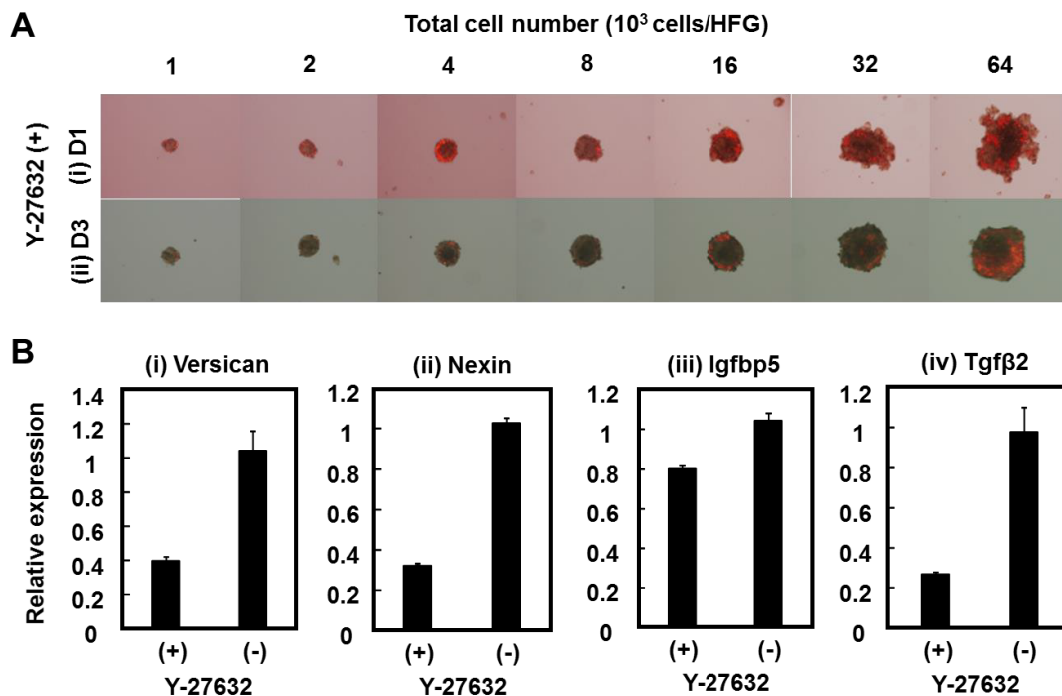 A
Total cell number (10³ cells/HFG)
1 2 4 8 16 32 64
Y-27632 (+)
(i) D1
(ii) D3
B
(i) Versican
(ii) Nexin
(iii) Igfbp5
(iv) Tgfβ2
Relative expression
1.4
1.2
1
0.8
0.6
0.4
0.2
0
(+) (-)
Y-27632
1.2
1
0.8
0.6
0.4
0.2
0
(+) (-)
Y-27632
1.2
1
0.8
0.6
0.4
0.2
0
(+) (-)
Y-27632
1.2
1
0.8
0.6
0.4
0.2
0
(+) (-)
Y-27632